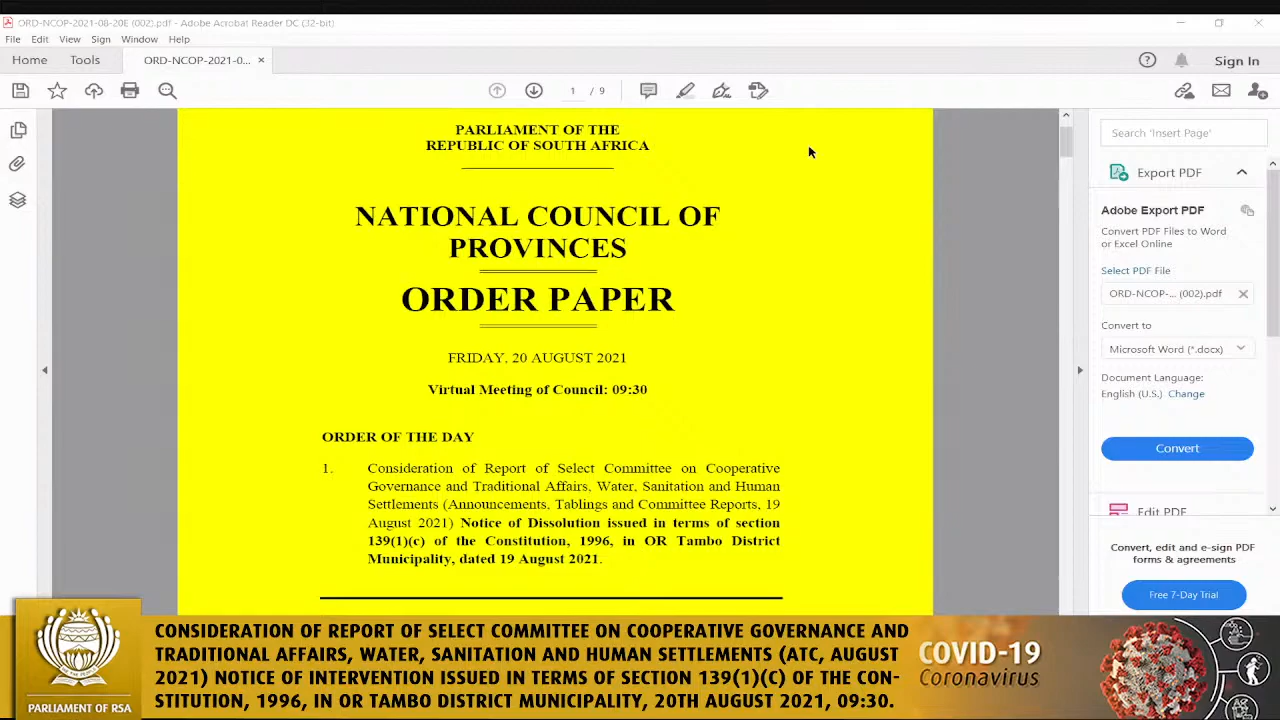 ORD-NCOP-2021-08-20E (002).pdf - Adobe Acrobat Reader DC (32-bit)
File Edit View Sign Window Help
Home Tools ORD-NCOP-2021-0... × Sign In
1 / 9
PARLIAMENT OF THE
REPUBLIC OF SOUTH AFRICA
NATIONAL COUNCIL OF
PROVINCES
ORDER PAPER
FRIDAY, 20 AUGUST 2021
Virtual Meeting of Council: 09:30
ORDER OF THE DAY
1. Consideration of Report of Select Committee on Cooperative
Governance and Traditional Affairs, Water, Sanitation and Human
Settlements (Announcements, Tablings and Committee Reports, 19
August 2021) Notice of Dissolution issued in terms of section
139(1)(c) of the Constitution, 1996, in OR Tambo District
Municipality, dated 19 August 2021.
Search 'Insert Page'
Export PDF
Adobe Export PDF
Convert PDF Files to Word
or Excel Online
Select PDF File
ORD-NCOP-... (002).pdf
Convert to
Microsoft Word (*.docx)
Document Language:
English (U.S.) Change
Convert
Edit PDF
Convert, edit and e-sign PDF
forms & agreements
Free 7-Day Trial
PARLIAMENT OF RSA
CONSIDERATION OF REPORT OF SELECT COMMITTEE ON COOPERATIVE GOVERNANCE AND
TRADITIONAL AFFAIRS, WATER, SANITATION AND HUMAN SETTLEMENTS (ATC, AUGUST
2021) NOTICE OF INTERVENTION ISSUED IN TERMS OF SECTION 139(1)(C) OF THE CON-
STITUTION, 1996, IN OR TAMBO DISTRICT MUNICIPALITY, 20TH AUGUST 2021, 09:30.
COVID-19
Coronavirus